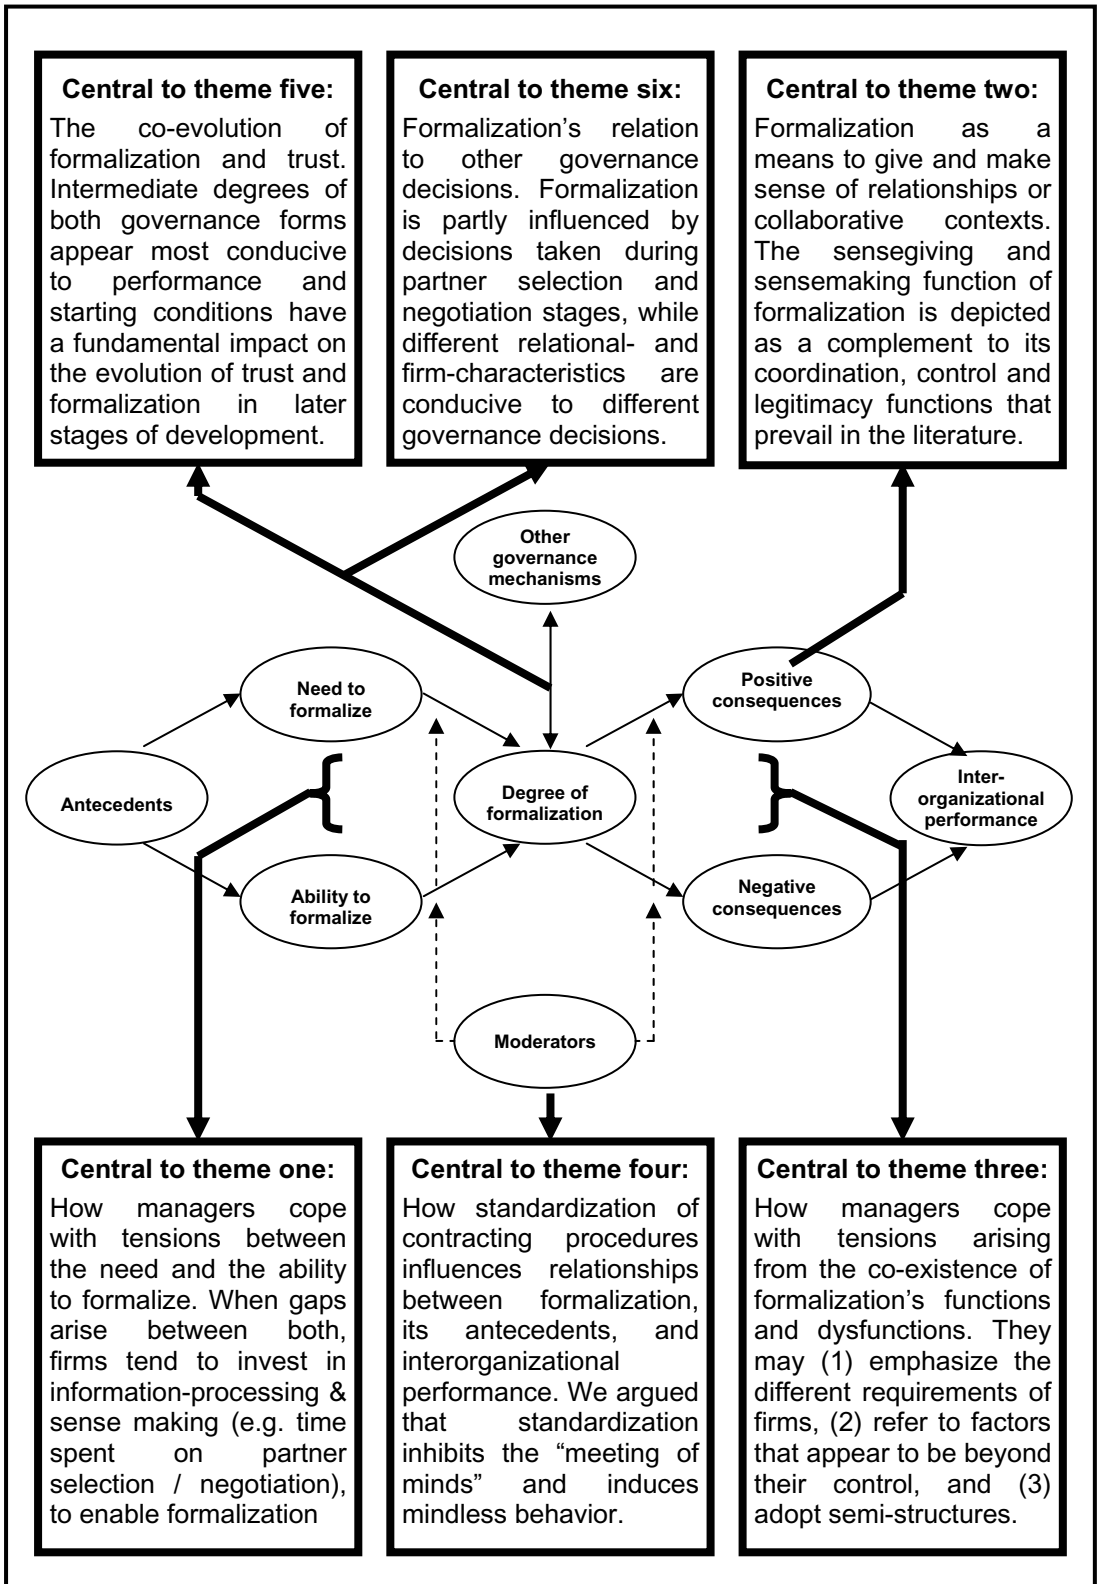 Central to theme five:
The co-evolution of
formalization and trust.
Intermediate degrees of
both governance forms
appear most conducive
to performance and
starting conditions have
a fundamental impact on
the evolution of trust and
formalization in later
stages of development.
Central to theme six:
Formalization’s relation
to other governance
decisions. Formalization
is partly influenced by
decisions taken during
partner selection and
negotiation stages, while
different relational- and
firm-characteristics are
conducive to different
governance decisions.
Central to theme two:
Formalization as a
means to give and make
sense of relationships or
collaborative contexts.
The sensegiving and
sensemaking function of
formalization is depicted
as a complement to its
coordination, control and
legitimacy functions that
prevail in the literature.
Other
governance
mechanisms
Need to
formalize
Positive
consequences
Antecedents
Degree of
formalization
Inter-
organizational
performance
Ability to
formalize
Negative
consequences
Moderators
Central to theme one:
How managers cope
with tensions between
the need and the ability
to formalize. When gaps
arise between both,
firms tend to invest in
information-processing &
sense making (e.g. time
spent on partner
selection / negotiation),
to enable formalization
Central to theme four:
How standardization of
contracting procedures
influences relationships
between formalization,
its antecedents, and
interorganizational
performance. We argued
that standardization
inhibits the “meeting of
minds” and induces
mindless behavior.
Central to theme three:
How managers cope
with tensions arising
from the co-existence of
formalization’s functions
and dysfunctions. They
may (1) emphasize the
different requirements of
firms, (2) refer to factors
that appear to be beyond
their control, and (3)
adopt semi-structures.